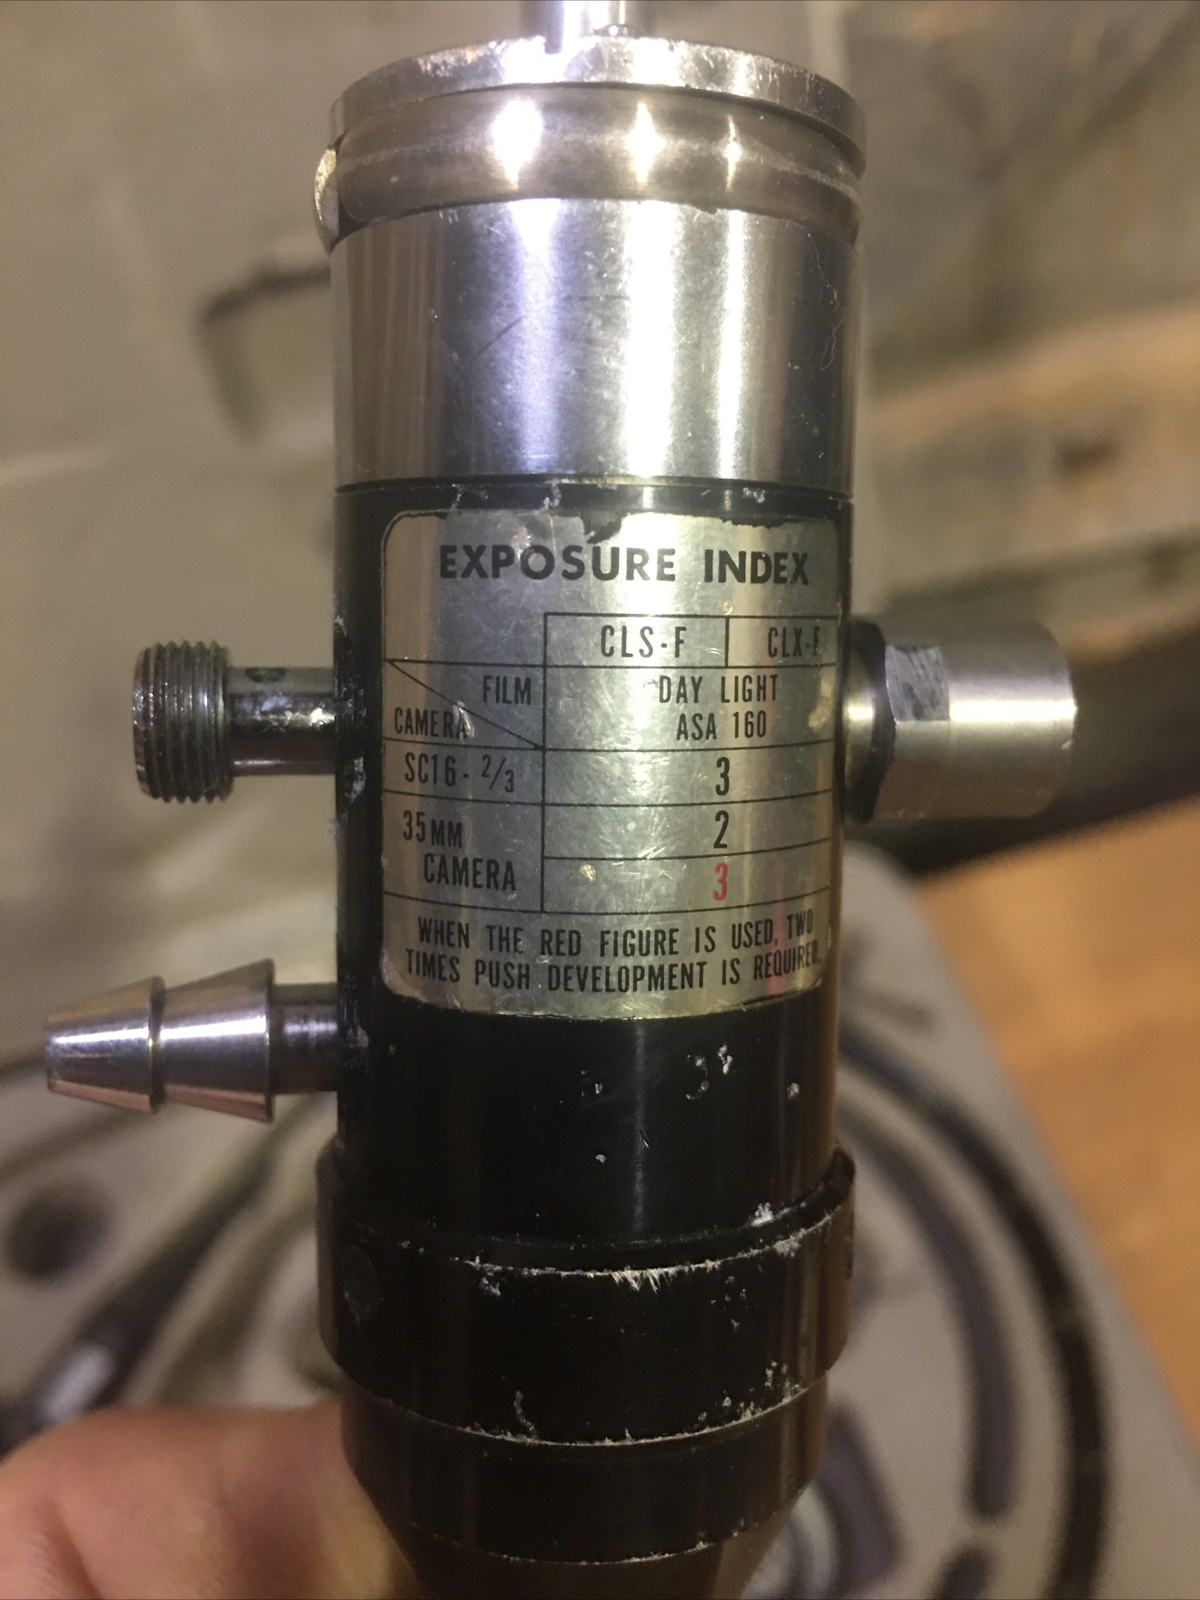 EXPOSURE INDEX
CLS-F CLX-F
FILM DAY LIGHT
CAMERA ASA 160
SC16-2/3 3
35MM 2
CAMERA 3
WHEN THE RED FIGURE IS USED, TWO
TIMES PUSH DEVELOPMENT IS REQUIRED.